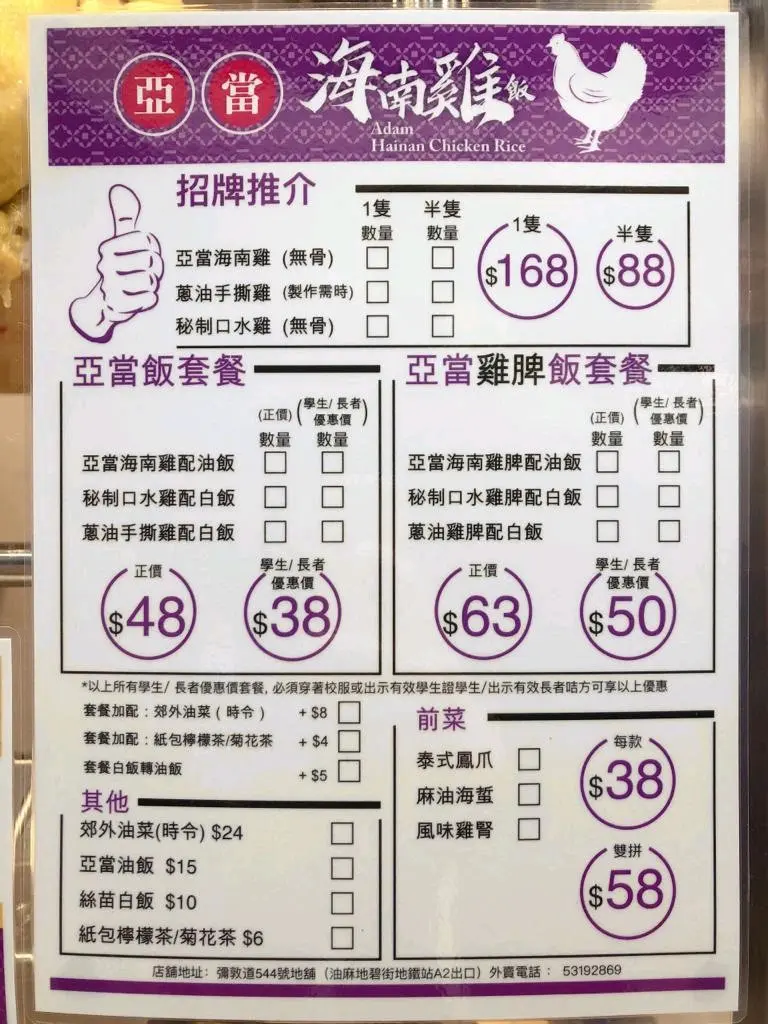 亞當 海南雞飯
Adam
Hainan Chicken Rice
招牌推介
1隻 半隻
數量 數量
亞當海南雞 (無骨)
蔥油手撕雞 (製作需時)
秘制口水雞 (無骨)
1隻
$168
半隻
$88
亞當飯套餐
(正價) (學生/長者優惠價)
數量 數量
亞當海南雞配油飯
秘制口水雞配白飯
蔥油手撕雞配白飯
正價
$48
學生/長者
優惠價
$38
亞當雞脾飯套餐
(正價) (學生/長者優惠價)
數量 數量
亞當海南雞脾配油飯
秘制口水雞脾配白飯
蔥油雞脾配白飯
正價
$63
學生/長者
優惠價
$50
*以上所有學生/ 長者優惠價套餐, 必須穿著校服或出示有效學生證學生/出示有效長者咭方可享以上優惠
套餐加配：郊外油菜 ( 時令 ) + $8
套餐加配：紙包檸檬茶/菊花茶 + $4
套餐白飯轉油飯 + $5
其他
郊外油菜(時令) $24
亞當油飯 $15
絲苗白飯 $10
紙包檸檬茶/菊花茶 $6
前菜
泰式鳳爪
麻油海蜇
風味雞腎
每款
$38
雙拼
$58
店舖地址：彌敦道544號地舖（油麻地碧街地鐵站A2出口）外賣電話： 53192869